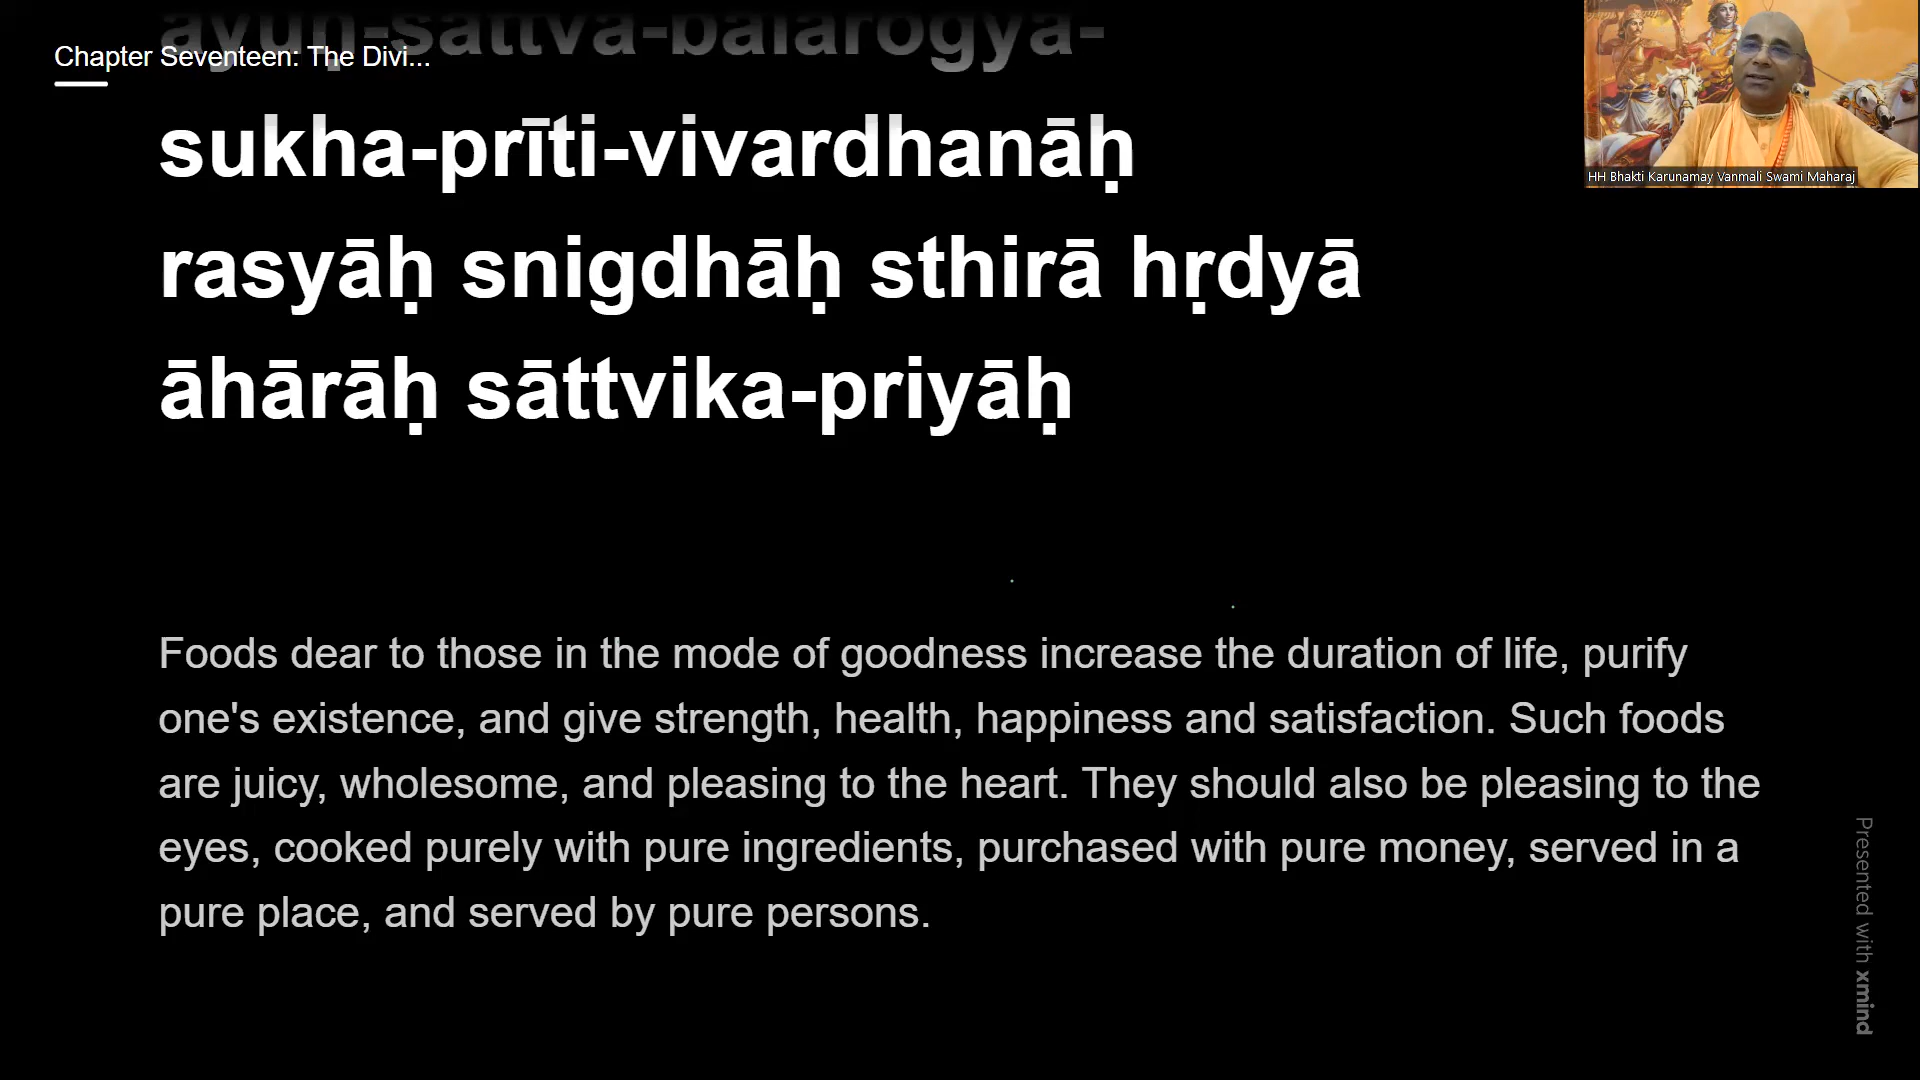 āyuḥ-sattva-balārogya-
Chapter Seventeen: The Divi...
sukha-prīti-vivardhanāḥ
rasyāḥ snigdhāḥ sthirā hṛdyā
āhārāḥ sāttvika-priyāḥ
HH Bhakti Karunamay Vanmali Swami Maharaj
Foods dear to those in the mode of goodness increase the duration of life, purify
one's existence, and give strength, health, happiness and satisfaction. Such foods
are juicy, wholesome, and pleasing to the heart. They should also be pleasing to the
eyes, cooked purely with pure ingredients, purchased with pure money, served in a
pure place, and served by pure persons.
Presented with xmind